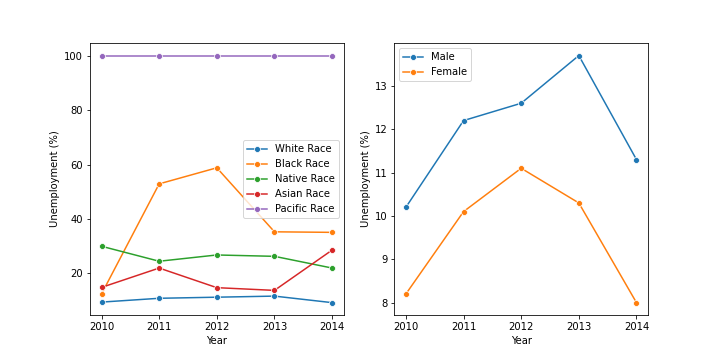 100
80
60
40
20
Unemployment (%)
2010 2011 2012 2013 2014
Year
White Race
Black Race
Native Race
Asian Race
Pacific Race
13
12
11
10
9
8
Unemployment (%)
2010 2011 2012 2013 2014
Year
Male
Female